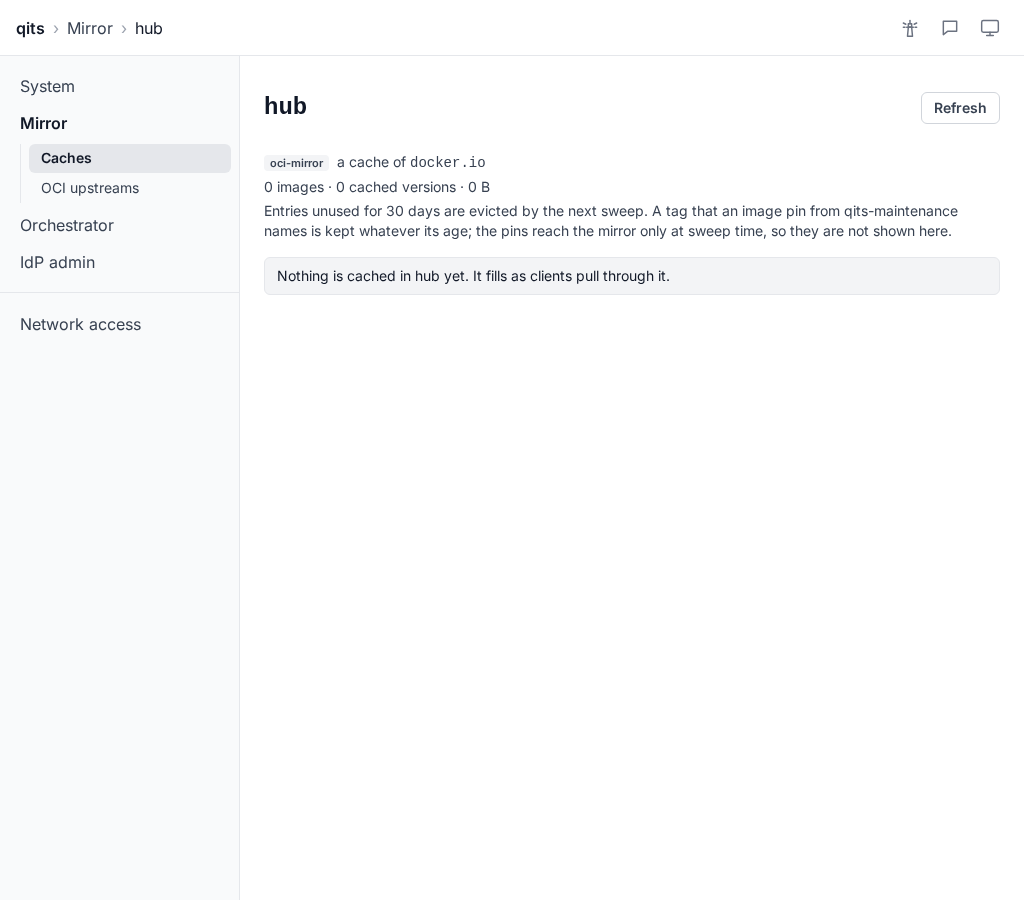 qits › Mirror › hub
System
Mirror
Caches
OCI upstreams
Orchestrator
IdP admin
Network access
hub
Refresh
oci-mirror a cache of docker.io
0 images · 0 cached versions · 0 B
Entries unused for 30 days are evicted by the next sweep. A tag that an image pin from qits-maintenance
names is kept whatever its age; the pins reach the mirror only at sweep time, so they are not shown here.
Nothing is cached in hub yet. It fills as clients pull through it.